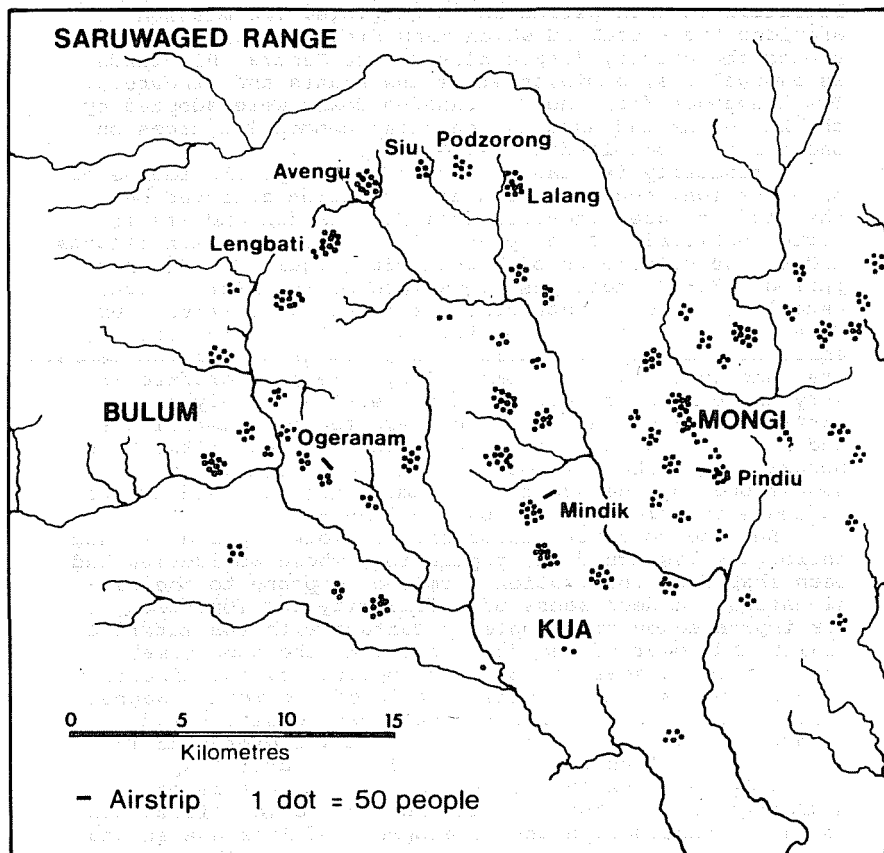 SARUWAGED RANGE
Podzorong
Siu
Avengu
Lalang
Lengbati
BULUM
MONGI
Ogeranam
Pindiu
Mindik
KUA
0 5 10 15
Kilometres
Airstrip 1 dot = 50 people